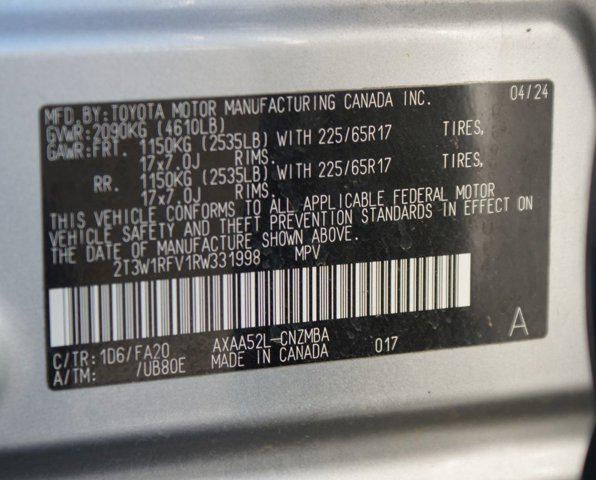 MFD.BY:TOYOTA MOTOR MANUFACTURING CANADA INC. 04/24
GVWR:2090KG (4610LB)
GAWR:FRT. 1150KG (2535LB) WITH 225/65R17 TIRES,
17x7.0J RIMS.
RR. 1150KG (2535LB) WITH 225/65R17 TIRES,
17x7.0J RIMS.
THIS VEHICLE CONFORMS TO ALL APPLICABLE FEDERAL MOTOR
VEHICLE SAFETY AND THEFT PREVENTION STANDARDS IN EFFECT ON
THE DATE OF MANUFACTURE SHOWN ABOVE.
2T3W1RFV1RW331998 MPV
C/TR:1D6/FA20 AXAA52L-CNZMBA 017 A
A/TM: /UB80E MADE IN CANADA